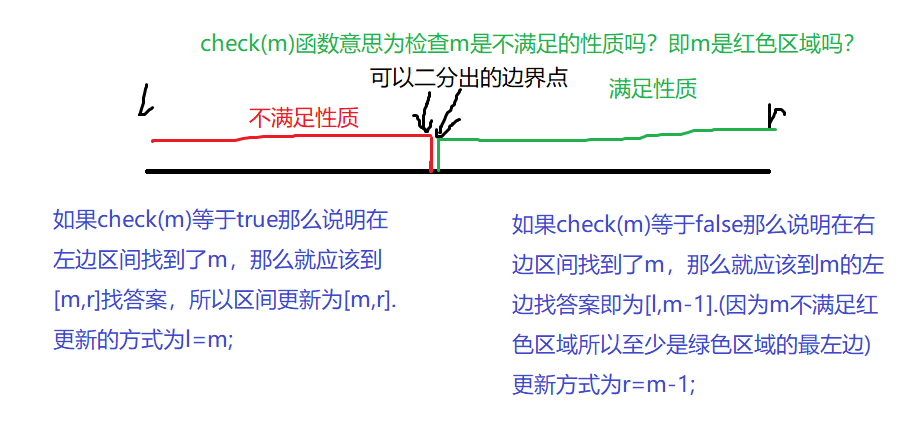 check(m)函数意思为检查m是不满足的性质吗？即m是红色区域吗？
可以二分出的边界点
l
不满足性质
满足性质
r
如果check(m)等于true那么说明在
左边区间找到了m，那么就应该到
[m,r]找答案，所以区间更新为[m,r].
更新的方式为l=m;
如果check(m)等于false那么说明在右
边区间找到了m，那么就应该到m的左
边找答案即为[l,m-1].(因为m不满足红
色区域所以至少是绿色区域的最左边)
更新方式为r=m-1;